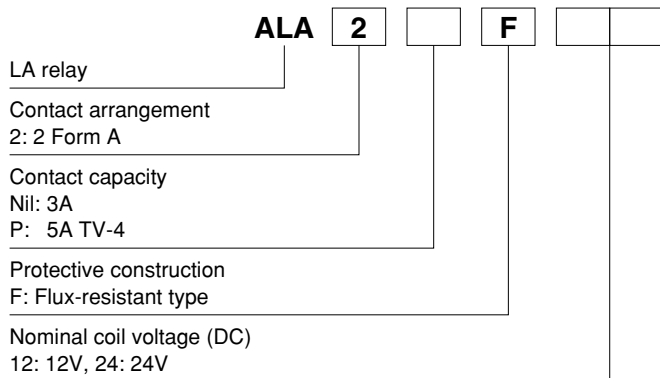 ALA 2 F
LA relay
Contact arrangement
2: 2 Form A
Contact capacity
Nil: 3A
P: 5A TV-4
Protective construction
F: Flux-resistant type
Nominal coil voltage (DC)
12: 12V, 24: 24V